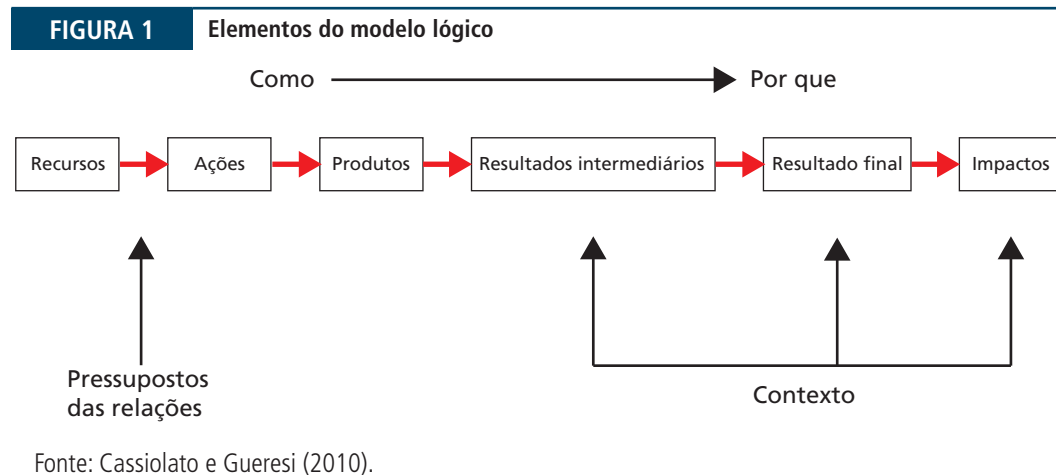 FIGURA 1 Elementos do modelo lógico
Como Por que
Recursos Ações Produtos Resultados intermediários Resultado final Impactos
Pressupostos
das relações
Contexto
Fonte: Cassiolato e Gueresi (2010).